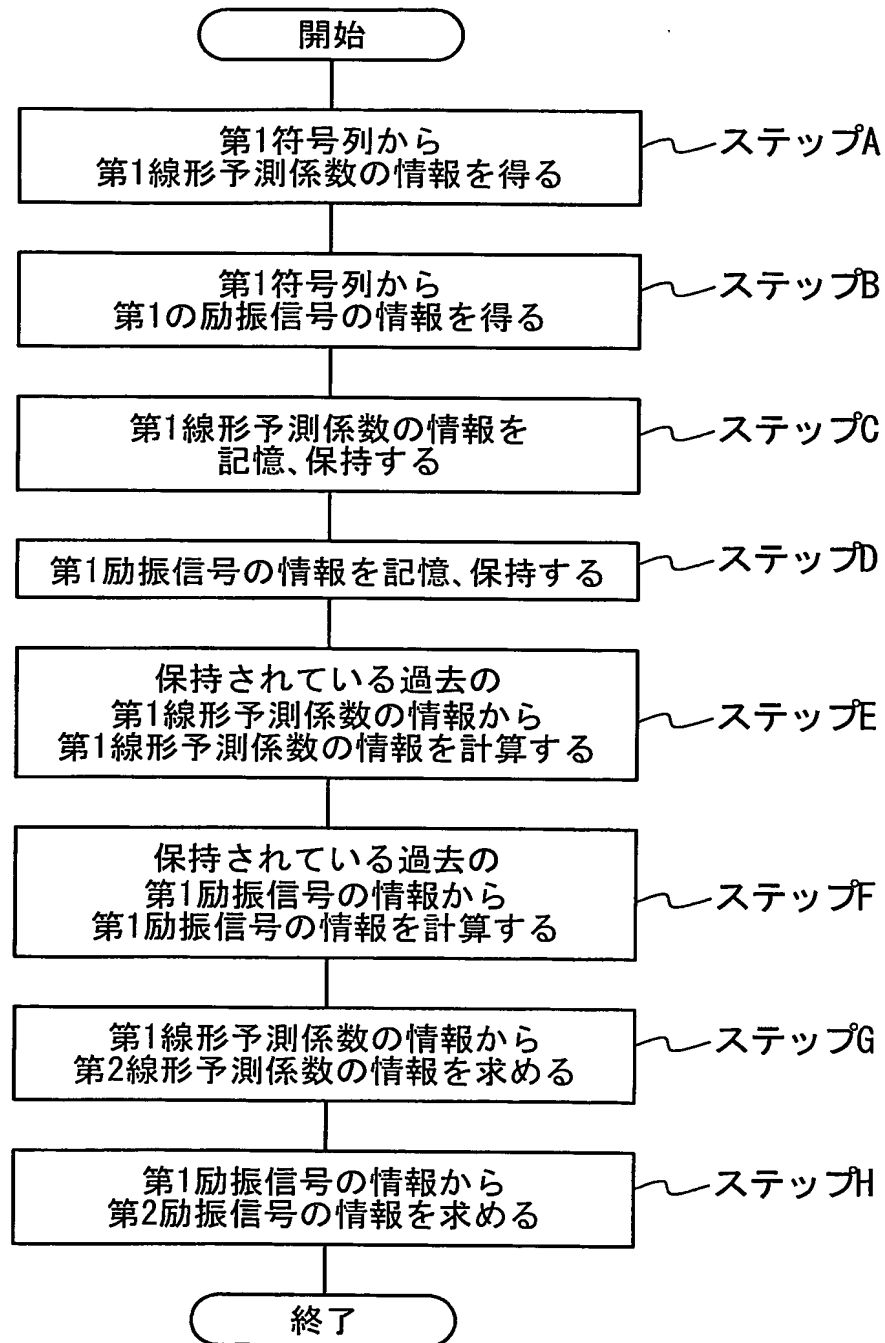 開始
第1符号列から
第1線形予測係数の情報を得る
ステップA
第1符号列から
第1の励振信号の情報を得る
ステップB
第1線形予測係数の情報を
記憶、保持する
ステップC
第1励振信号の情報を記憶、保持する
ステップD
保持されている過去の
第1線形予測係数の情報から
第1線形予測係数の情報を計算する
ステップE
保持されている過去の
第1励振信号の情報から
第1励振信号の情報を計算する
ステップF
第1線形予測係数の情報から
第2線形予測係数の情報を求める
ステップG
第1励振信号の情報から
第2励振信号の情報を求める
ステップH
終了